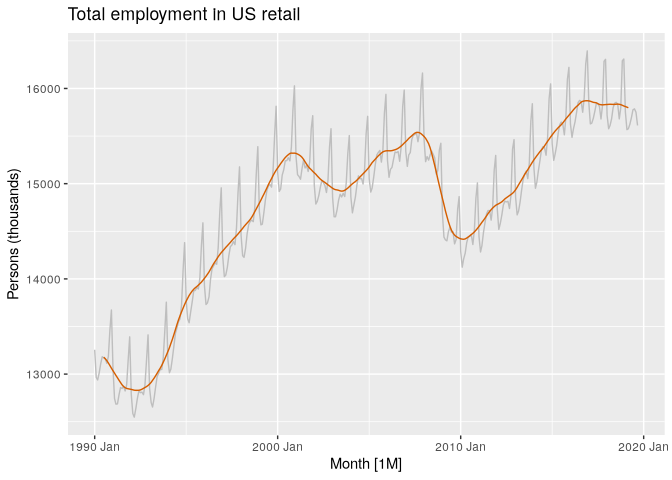 Total employment in US retail
Persons (thousands)
16000
15000
14000
13000
1990 Jan
2000 Jan
2010 Jan
2020 Jan
Month [1M]